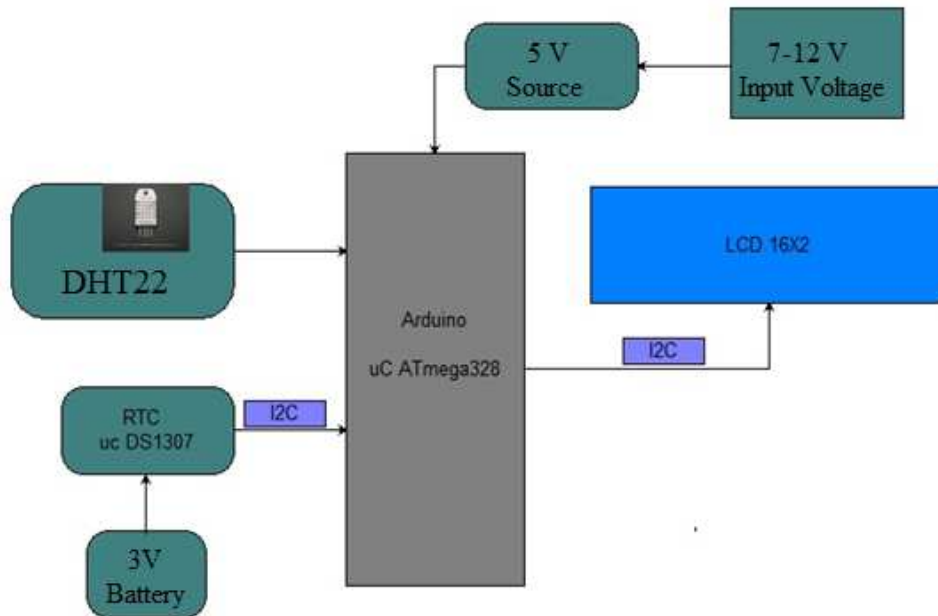 5 V
Source
7-12 V
Input Voltage
DHT22
LCD 16X2
Arduino
uC ATmega328
I2C
RTC
uc DS1307
I2C
3V
Battery